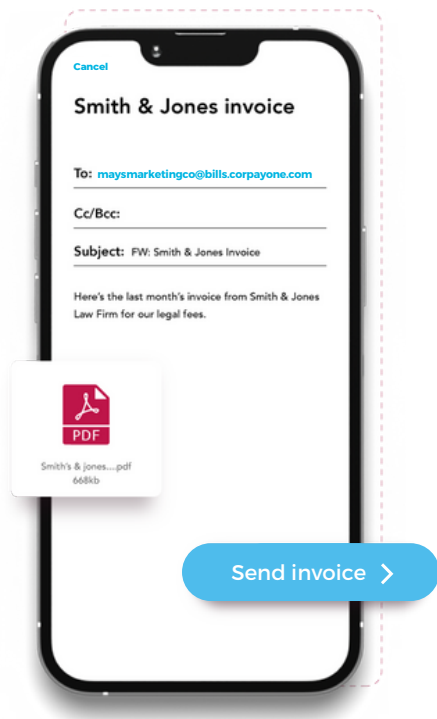 Cancel
Smith & Jones invoice
To: maysmarketingco@bills.corpayone.com
Cc/Bcc:
Subject: FW: Smith & Jones Invoice
Here's the last month's invoice from Smith & Jones
Law Firm for our legal fees.
PDF
Smith's & jones....pdf
668kb
Send invoice